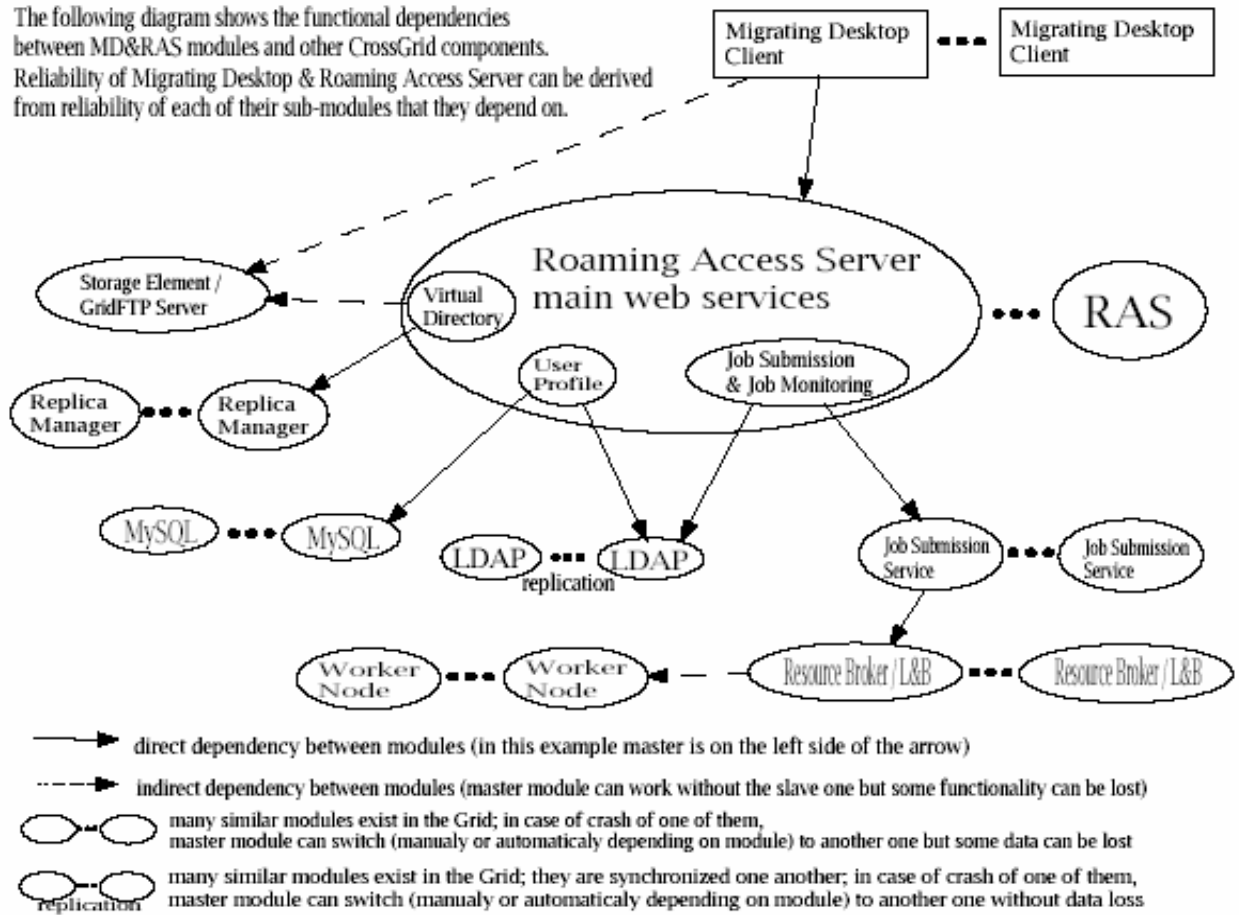 The following diagram shows the functional dependencies
between MD&RAS modules and other CrossGrid components.
Reliability of Migrating Desktop & Roaming Access Server can be derived
from reliability of each of their sub-modules that they depend on.
Migrating Desktop
Client
Migrating Desktop
Client
Roaming Access Server
main web services
Storage Element /
GridFTP Server
Virtual
Directory
RAS
User
Profile
Job Submission
& Job Monitoring
Replica
Manager
Replica
Manager
MySQL
MySQL
LDAP
LDAP
replication
Job Submission
Service
Job Submission
Service
Worker
Node
Worker
Node
Resource Broker / L&B
Resource Broker / L&B
direct dependency between modules (in this example master is on the left side of the arrow)
indirect dependency between modules (master module can work without the slave one but some functionality can be lost)
many similar modules exist in the Grid; in case of crash of one of them,
master module can switch (manualy or automaticaly depending on module) to another one but some data can be lost
many similar modules exist in the Grid; they are synchronized one another; in case of crash of one of them,
replication master module can switch (manualy or automaticaly depending on module) to another one without data loss